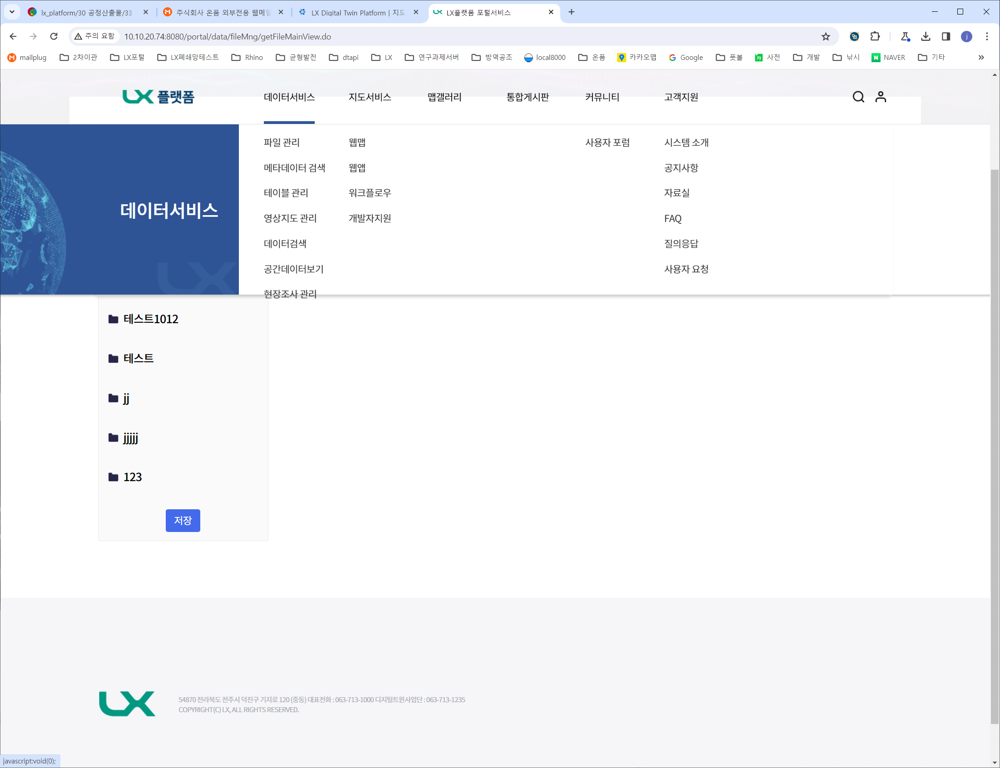 lx_platform/30 공정산출물/33
주식회사 온품 외부전용 웹메일
LX Digital Twin Platform | 지도
LX플랫폼 포털서비스
주의 요함
10.10.20.74:8080/portal/data/fileMng/getFileMainView.do
j
mailplug
2차이관
LX포털
LX폐쇄망테스트
Rhino
균형발전
dtapi
LX
연구과제서버
방역공조
local8000
온품
카카오맵
Google
풋볼
사전
개발
낚시
NAVER
기타
LX 플랫폼
데이터서비스
지도서비스
맵갤러리
통합게시판
커뮤니티
고객지원
데이터서비스
파일 관리
메타데이터 검색
테이블 관리
영상지도 관리
데이터검색
공간데이터보기
현장조사 관리
웹맵
웹앱
워크플로우
개발자지원
사용자 포럼
시스템 소개
공지사항
자료실
FAQ
질의응답
사용자 요청
테스트1012
테스트
jj
jjjjj
123
저장
LX
54870 전라북도 전주시 덕진구 기지로 120 (중동) 대표전화 : 063-713-1000 디지털트윈사업단 : 063-713-1235
COPYRIGHT(C) LX, ALL RIGHTS RESERVED.
javascript:void(0);